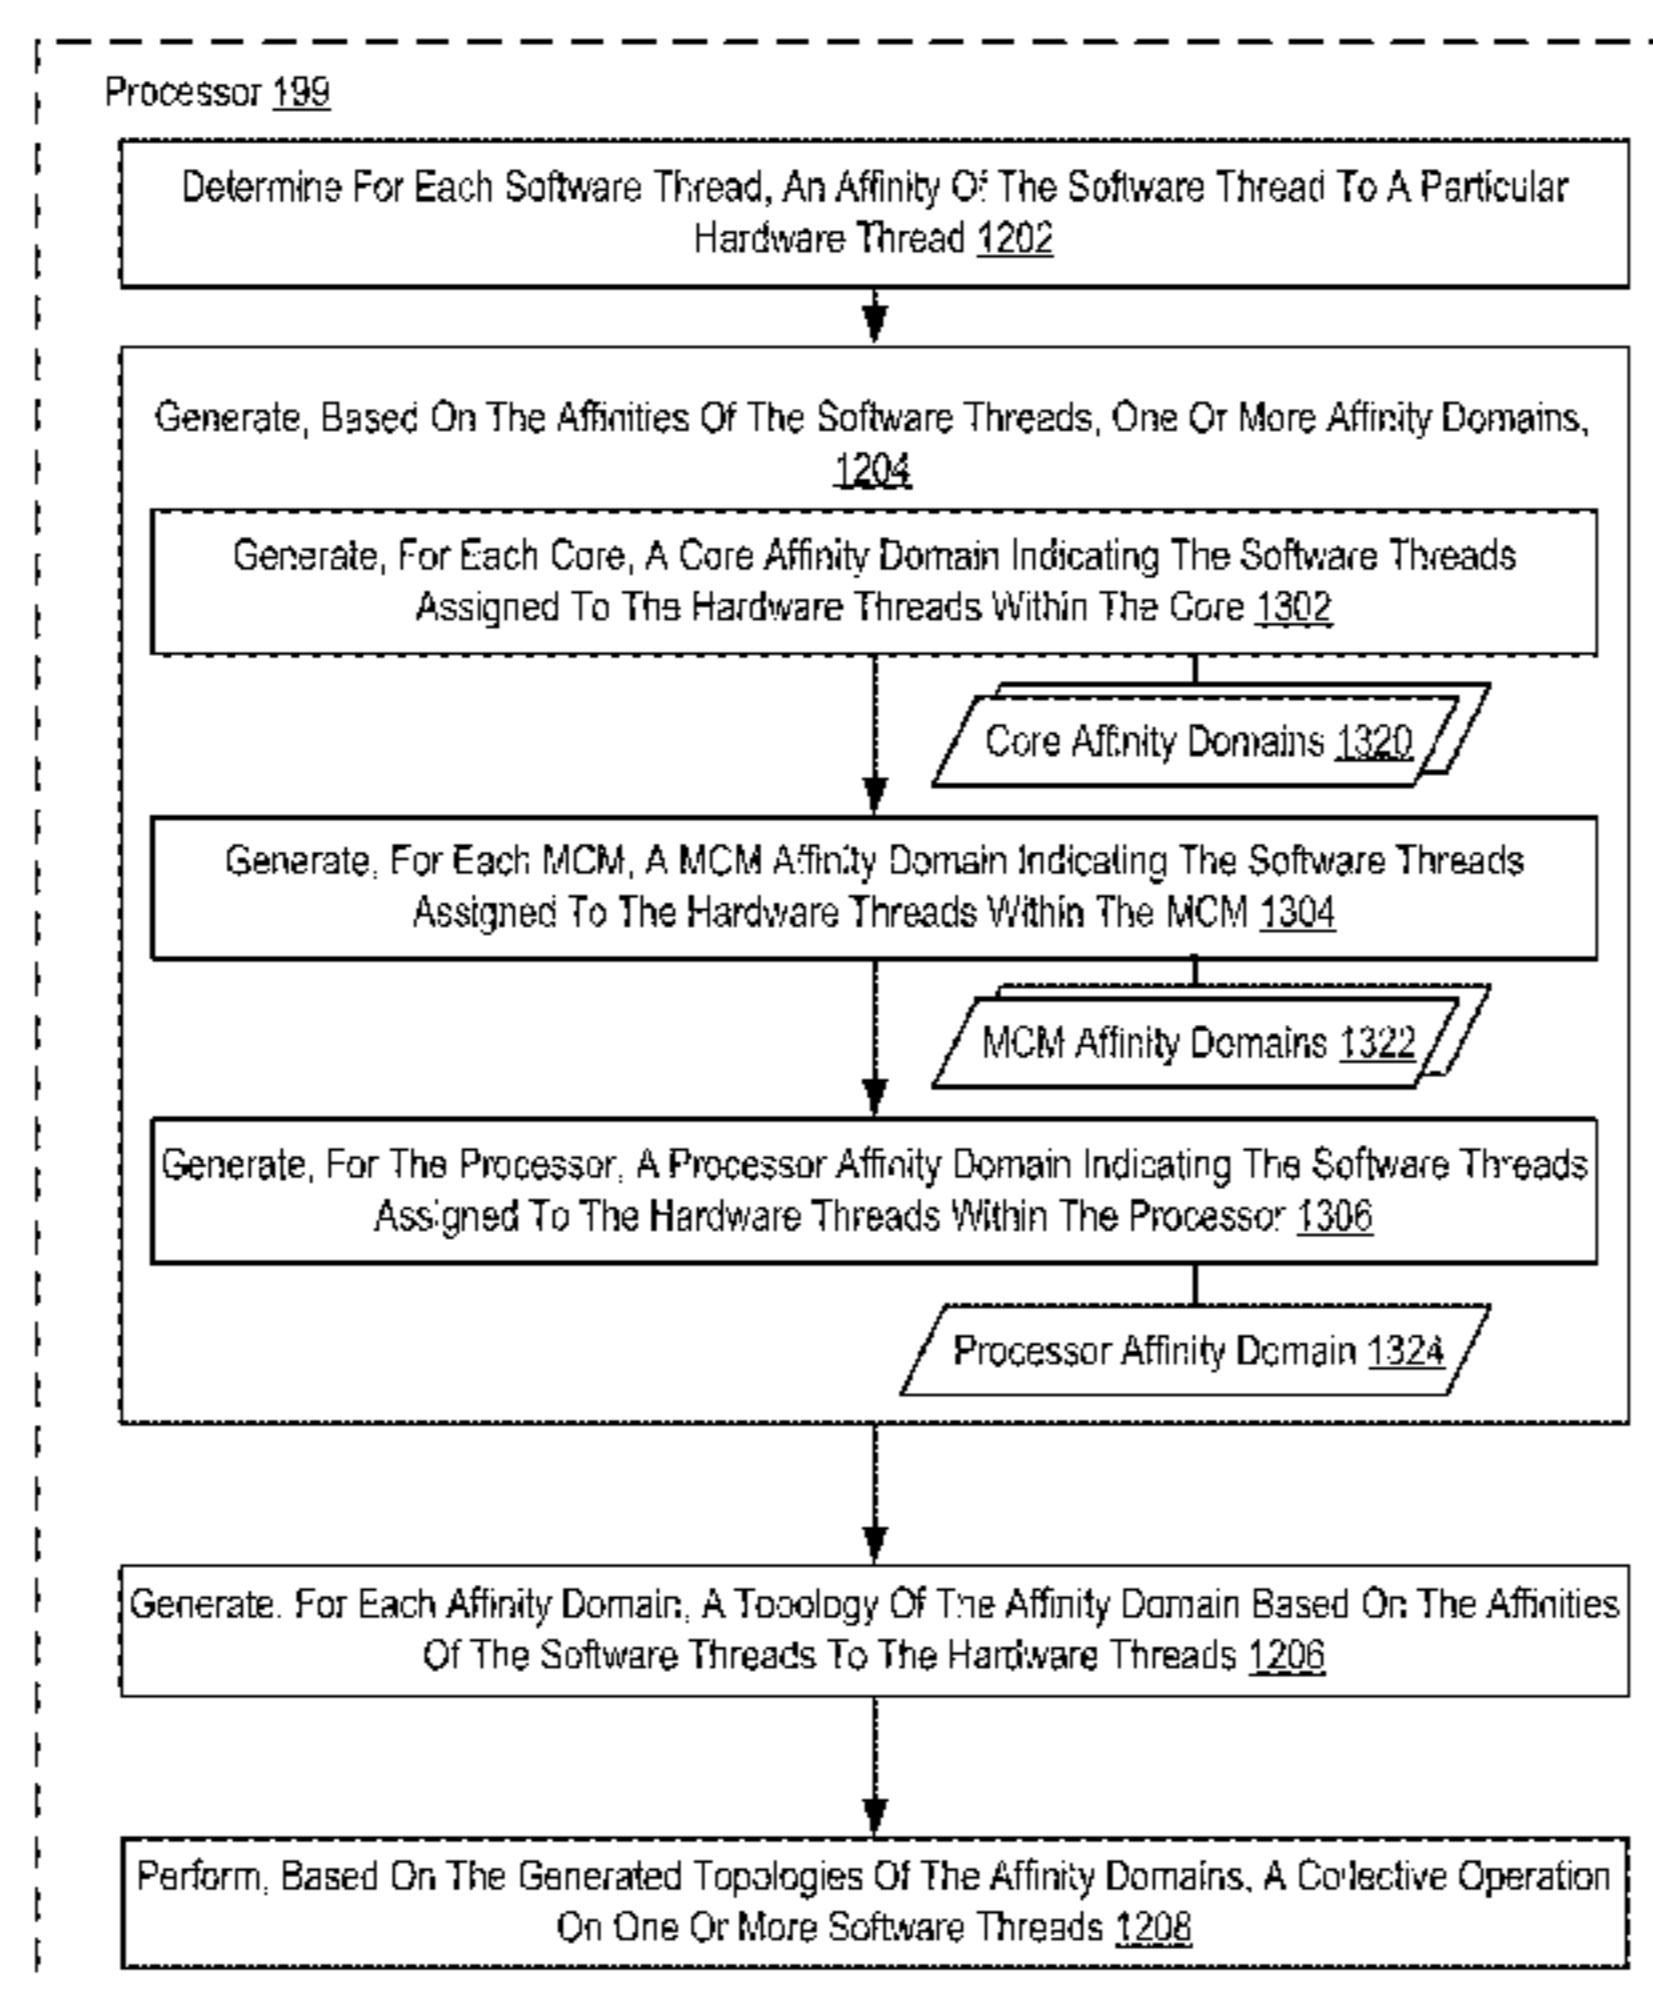 Processor 199
Determine For Each Software Thread, An Affinity Of The Software Thread To A Particular
Hardware Thread 1202
Generate, Based On The Affinities Of The Software Threads, One Or More Affinity Domains,
1204
Generate, For Each Core, A Core Affinity Domain Indicating The Software Threads
Assigned To The Hardware Threads Within The Core 1302
Core Affinity Domains 1320
Generate, For Each MCM, A MCM Affinity Domain Indicating The Software Threads
Assigned To The Hardware Threads Within The MCM 1304
MCM Affinity Domains 1322
Generate, For The Processor, A Processor Affinity Domain Indicating The Software Threads
Assigned To The Hardware Threads Within The Processor 1306
Processor Affinity Domain 1324
Generate, For Each Affinity Domain, A Topology Of The Affinity Domain Based On The Affinities
Of The Software Threads To The Hardware Threads 1206
Perform, Based On The Generated Topologies Of The Affinity Domains, A Collective Operation
On One Or More Software Threads 1208